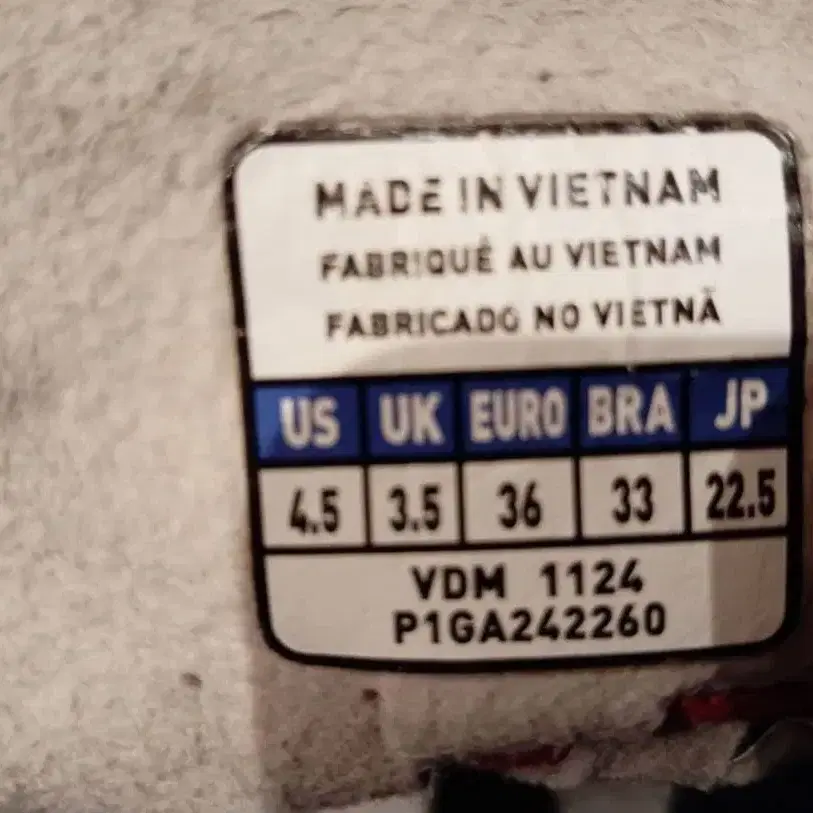 MADE IN VIETNAM
FABRIQUÉ AU VIETNAM
FABRICADO NO VIETNÃ
US UK EURO BRA JP
4.5 3.5 36 33 22.5
VDM 1124
P1GA242260